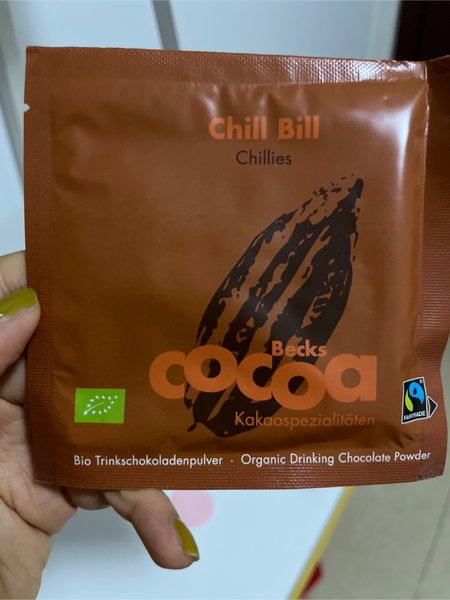 Chill Bill
Chillies
Becks
cocoa
Kakaospezialitäten
FAIRTRADE
Bio Trinkschokoladenpulver · Organic Drinking Chocolate Powder